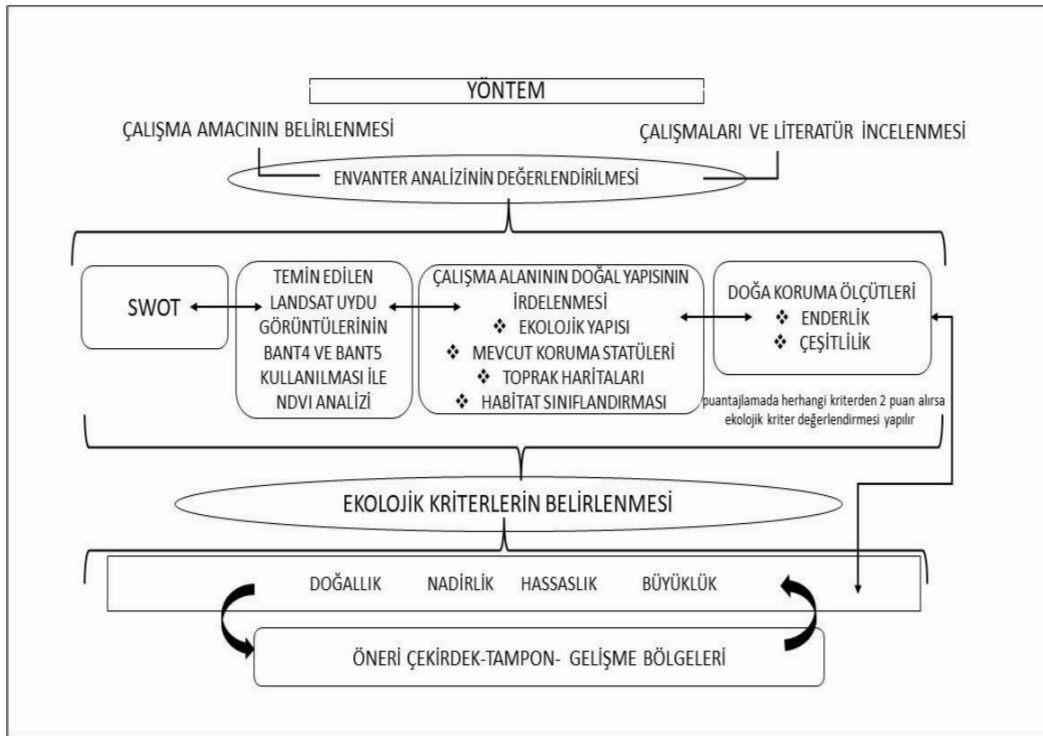 YÖNTEM
ÇALIŞMA AMACININ BELİRLENMESİ
ÇALIŞMALARI VE LİTERATÜR İNCELENMESİ
ENVANTER ANALİZİNİN DEĞERLENDİRİLMESİ
SWOT
TEMİN EDİLEN
LANDSAT UYDU
GÖRÜNTÜLERİNİN
BANT4 VE BANT5
KULLANILMASI İLE
NDVI ANALİZİ
ÇALIŞMA ALANININ DOĞAL YAPISININ
İRDELENMESİ
❖ EKOLOJİK YAPISI
❖ MEVCUT KORUMA STATÜLERİ
❖ TOPRAK HARİTALARI
❖ HABİTAT SINIFLANDIRMASI
DOĞA KORUMA ÖLÇÜTLERİ
❖ ENDERLİK
❖ ÇEŞİTLİLİK
puantajlamada herhangi kriterden 2 puan alırsa
ekolojik kriter değerlendirmesi yapılır
EKOLOJİK KRİTERLERİN BELİRLENMESİ
DOĞALLIK NADİRLİK HASSASLIK BÜYÜKLÜK
ÖNERİ ÇEKİRDEK-TAMPON- GELİŞME BÖLGELERİ